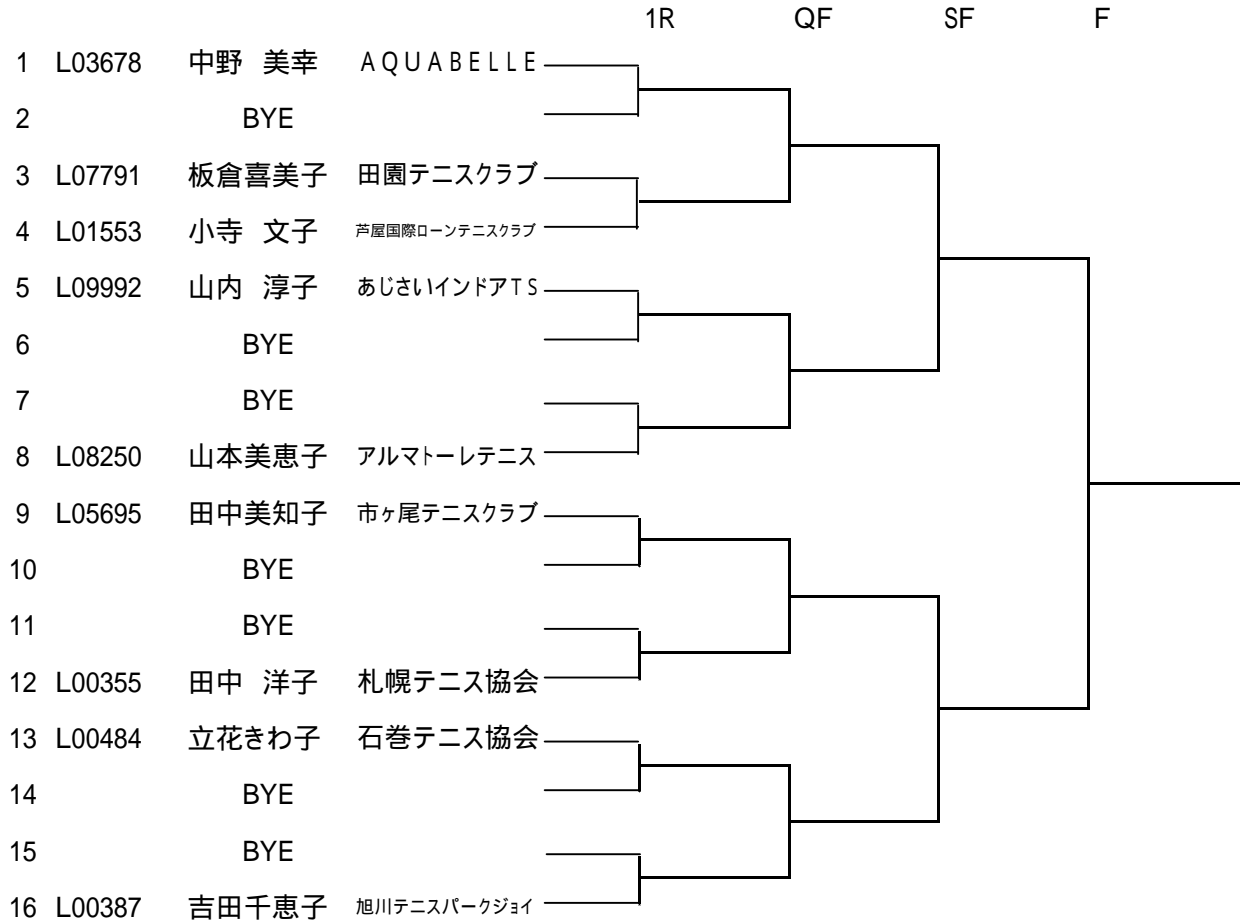 1R QF SF F
1 L03678 中野 美幸 ＡＱＵＡＢＥＬＬＥ
2 BYE
3 L07791 板倉喜美子 田園テニスクラブ
4 L01553 小寺 文子 芦屋国際ローンテニスクラブ
5 L09992 山内 淳子 あじさいインドアＴＳ
6 BYE
7 BYE
8 L08250 山本美恵子 アルマトーレテニス
9 L05695 田中美知子 市ヶ尾テニスクラブ
10 BYE
11 BYE
12 L00355 田中 洋子 札幌テニス協会
13 L00484 立花きわ子 石巻テニス協会
14 BYE
15 BYE
16 L00387 吉田千恵子 旭川テニスパークジョイ